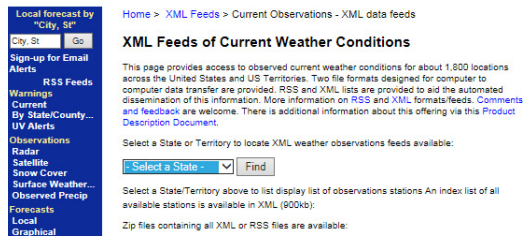 Local forecast by
"City, St"
City, St Go
Sign-up for Email
Alerts
RSS Feeds
Warnings
Current
By State/County...
UV Alerts
Observations
Radar
Satellite
Snow Cover
Surface Weather...
Observed Precip
Forecasts
Local
Graphical
Home > XML Feeds > Current Observations - XML data feeds
XML Feeds of Current Weather Conditions
This page provides access to observed current weather conditions for about 1,800 locations
across the United States and US Territories. Two file formats designed for computer to
computer data transfer are provided. RSS and XML lists are provided to aid the automated
dissemination of this information. More information on RSS and XML formats/feeds. Comments
and feedback are welcome. There is additional information about this offering via this Product
Description Document.
Select a State or Territory to locate XML weather observations feeds available:
- Select a State - Find
Select a State/Territory above to list display list of observations stations An index list of all
available stations is available in XML (900kb):
Zip files containing all XML or RSS files are available: